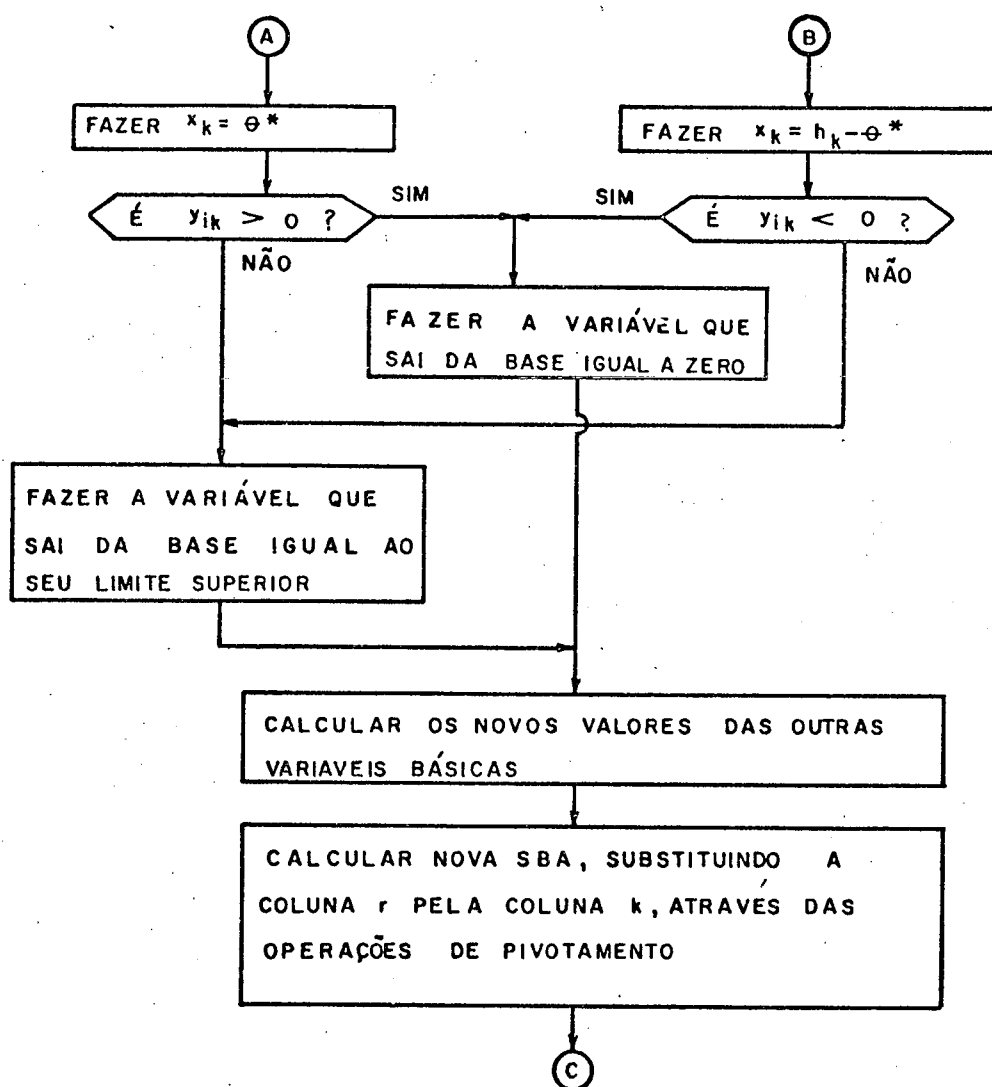 A
B
FAZER x_k = θ*
FAZER x_k = h_k - θ*
É y_ik > 0 ?
SIM
SIM
É y_ik < 0 ?
NÃO
NÃO
FAZER A VARIÁVEL QUE
SAI DA BASE IGUAL A ZERO
FAZER A VARIÁVEL QUE
SAI DA BASE IGUAL AO
SEU LIMITE SUPERIOR
CALCULAR OS NOVOS VALORES DAS OUTRAS
VARIAVEIS BÁSICAS
CALCULAR NOVA SBA, SUBSTITUINDO A
COLUNA r PELA COLUNA k, ATRAVÉS DAS
OPERAÇÕES DE PIVOTAMENTO
C